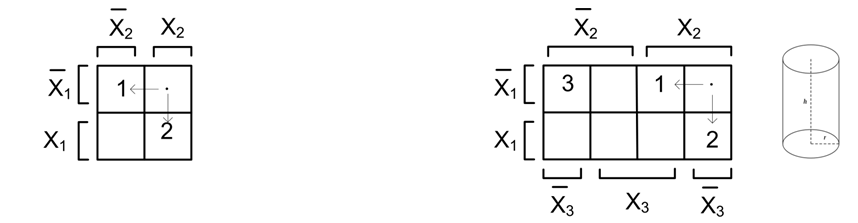 X̅₂ X₂
X̅₁ 1
X₁ 2
X̅₂ X₂
X̅₁ 3 1
X₁ 2
X̅₃ X₃ X̅₃
h
r